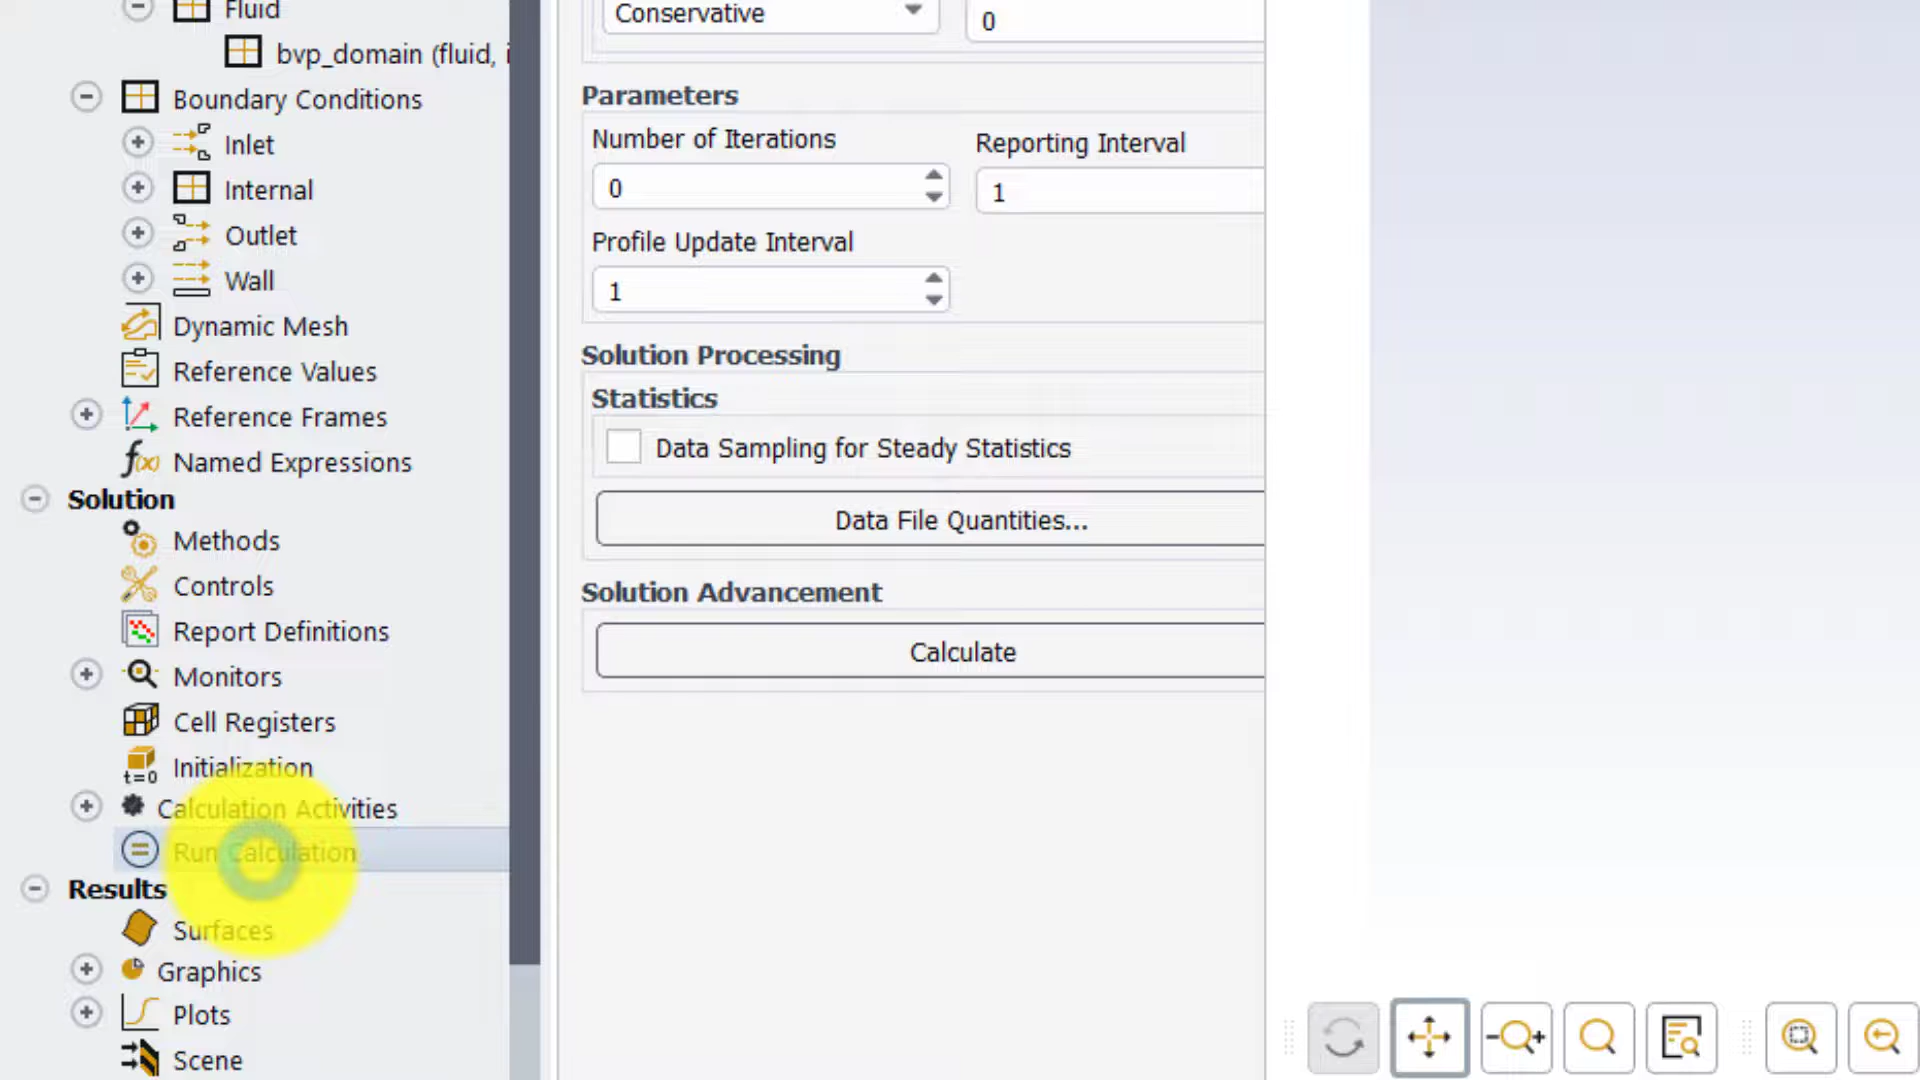 Fluid
bvp_domain (fluid, i
Boundary Conditions
Inlet
Internal
Outlet
Wall
Dynamic Mesh
Reference Values
Reference Frames
f(x) Named Expressions
Solution
Methods
Controls
Report Definitions
Monitors
Cell Registers
t=0 Initialization
Calculation Activities
Run Calculation
Results
Surfaces
Graphics
Plots
Scene
Conservative
0
Parameters
Number of Iterations
Reporting Interval
0
1
Profile Update Interval
1
Solution Processing
Statistics
Data Sampling for Steady Statistics
Data File Quantities...
Solution Advancement
Calculate